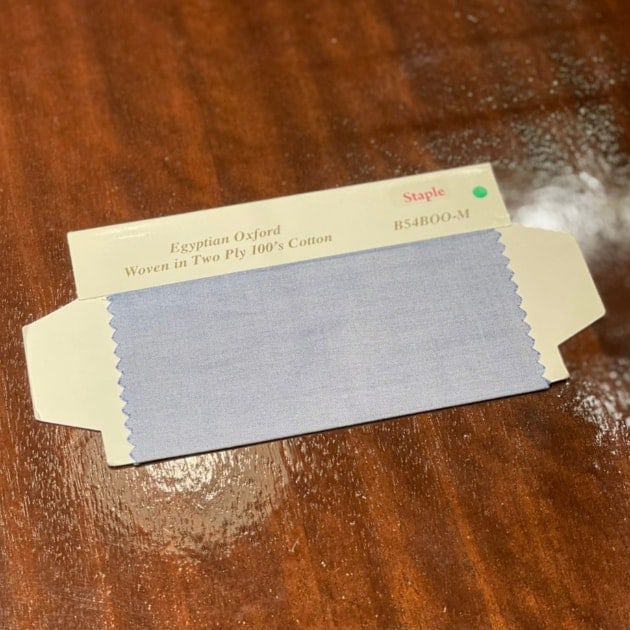 Staple
Egyptian Oxford
B54BOO-M
Woven in Two Ply 100's Cotton